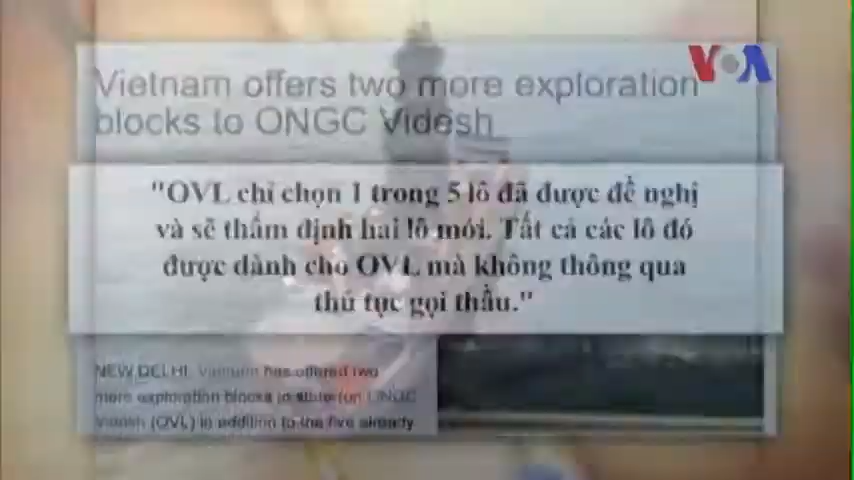 VOA
Vietnam offers two more exploration
blocks to ONGC Videsh
"OVL chỉ chọn 1 trong 5 lô đã được đề nghị
và sẽ thẩm định hai lô mới. Tất cả các lô đó
được dành cho OVL mà không thông qua
thủ tục gọi thầu."
NEW DELHI: Vietnam has offered two
more exploration blocks to state-run ONGC
Videsh (OVL) in addition to the five already